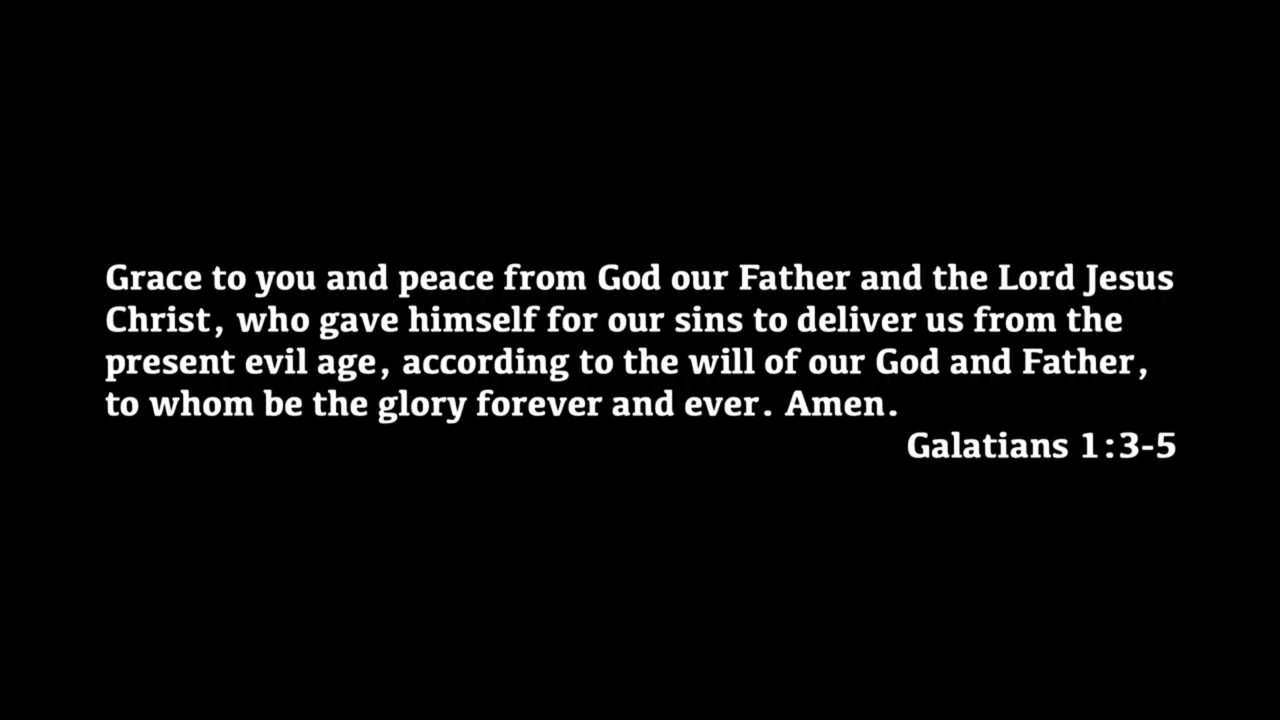 Grace to you and peace from God our Father and the Lord Jesus
Christ, who gave himself for our sins to deliver us from the
present evil age, according to the will of our God and Father,
to whom be the glory forever and ever. Amen.
Galatians 1:3-5